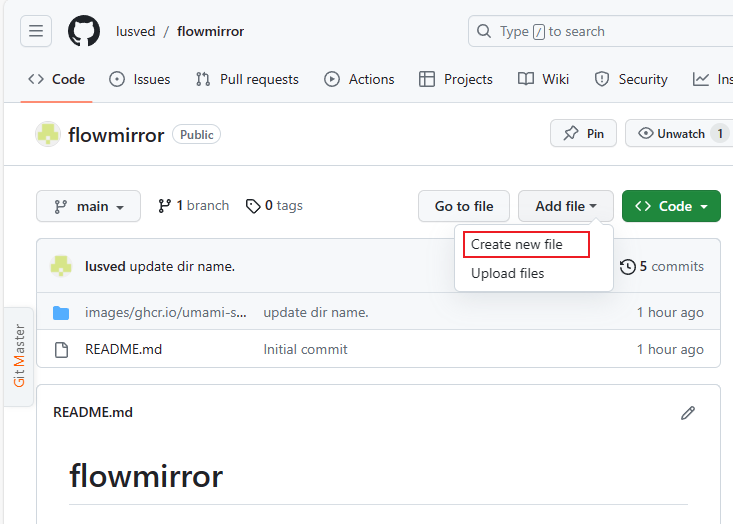 lusved / flowmirror
Type / to search
Code Issues Pull requests Actions Projects Wiki Security Ins
flowmirror Public Pin Unwatch 1
main 1 branch 0 tags Go to file Add file Code
Create new file
Upload files
lusved update dir name. 5 commits
images/ghcr.io/umami-s... update dir name. 1 hour ago
README.md Initial commit 1 hour ago
Git Master
README.md
flowmirror